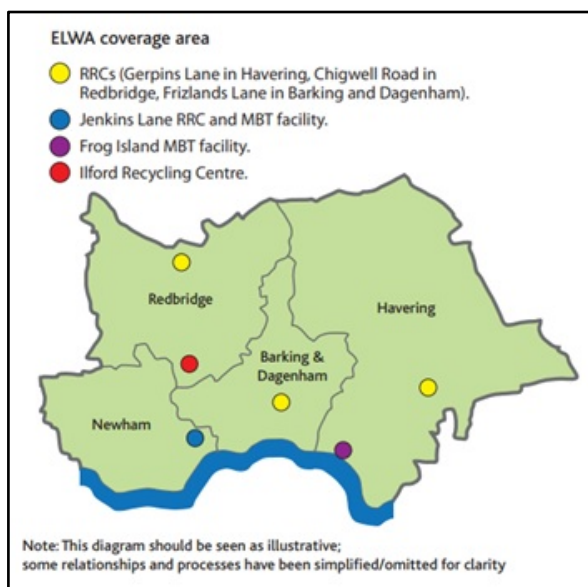 ELWA coverage area
RRCs (Gerpins Lane in Havering, Chigwell Road in
Redbridge, Frizlands Lane in Barking and Dagenham).
Jenkins Lane RRC and MBT facility.
Frog Island MBT facility.
Ilford Recycling Centre.
Redbridge
Havering
Barking &
Dagenham
Newham
Note: This diagram should be seen as illustrative;
some relationships and processes have been simplified/omitted for clarity